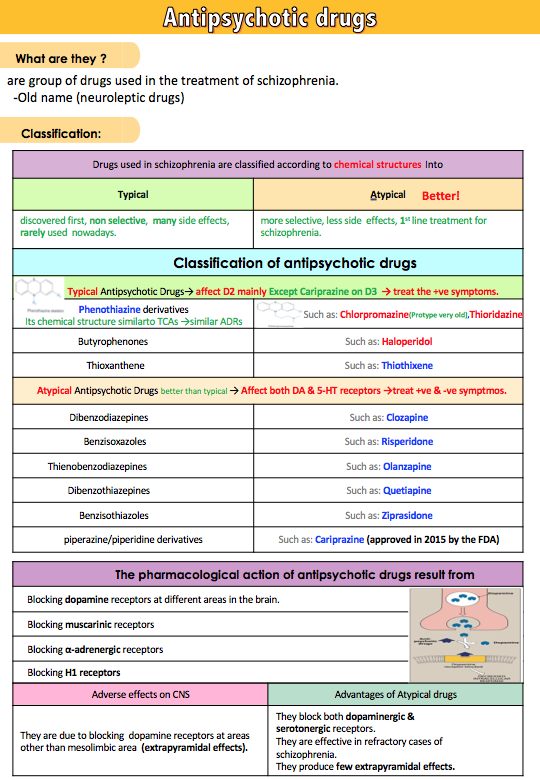 Antipsychotic drugs
What are they ?
are group of drugs used in the treatment of schizophrenia.
-Old name (neuroleptic drugs)
Classification:
Drugs used in schizophrenia are classified according to chemical structures Into
Typical
Atypical Better!
discovered first, non selective, many side effects,
rarely used nowadays.
more selective, less side effects, 1st line treatment for
schizophrenia.
Classification of antipsychotic drugs
Typical Antipsychotic Drugs→ affect D2 mainly Except Cariprazine on D3 → treat the +ve symptoms.
Phenothiazine derivatives
Its chemical structure similarto TCAs →similar ADRs
Such as: Chlorpromazine(Protype very old),Thioridazine
Butyrophenones
Such as: Haloperidol
Thioxanthene
Such as: Thiothixene
Atypical Antipsychotic Drugs better than typical → Affect both DA & 5-HT receptors →treat +ve & -ve symptmos.
Dibenzodiazepines
Such as: Clozapine
Benzisoxazoles
Such as: Risperidone
Thienobenzodiazepines
Such as: Olanzapine
Dibenzothiazepines
Such as: Quetiapine
Benzisothiazoles
Such as: Ziprasidone
piperazine/piperidine derivatives
Such as: Cariprazine (approved in 2015 by the FDA)
The pharmacological action of antipsychotic drugs result from
Blocking dopamine receptors at different areas in the brain.
Blocking muscarinic receptors
Blocking α-adrenergic receptors
Blocking H1 receptors
Dopamine
Dopamine
Adverse effects on CNS
Advantages of Atypical drugs
They are due to blocking dopamine receptors at areas
other than mesolimbic area (extrapyramidal effects).
They block both dopaminergic &
serotonergic receptors.
They are effective in refractory cases of
schizophrenia.
They produce few extrapyramidal effects.